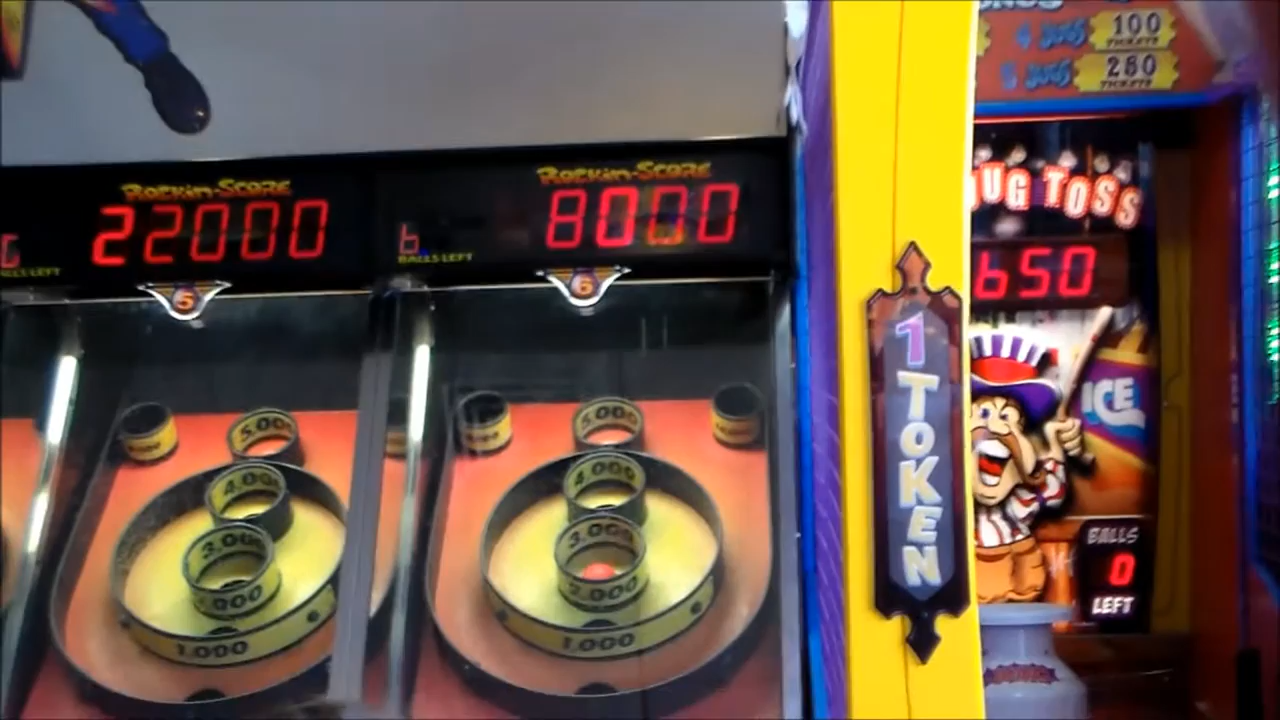 Rockin-Score
22000
BALLS LEFT
5
Rockin-Score
8000
6
BALLS LEFT
6
5.000
4.000
3.000
1.000
5.000
4.000
3.000
2.000
1.000
1 TOKEN
4 JUGS 100 TICKETS
5 JUGS 280 TICKETS
JUG TOSS
650
ICE
BALLS
0
LEFT